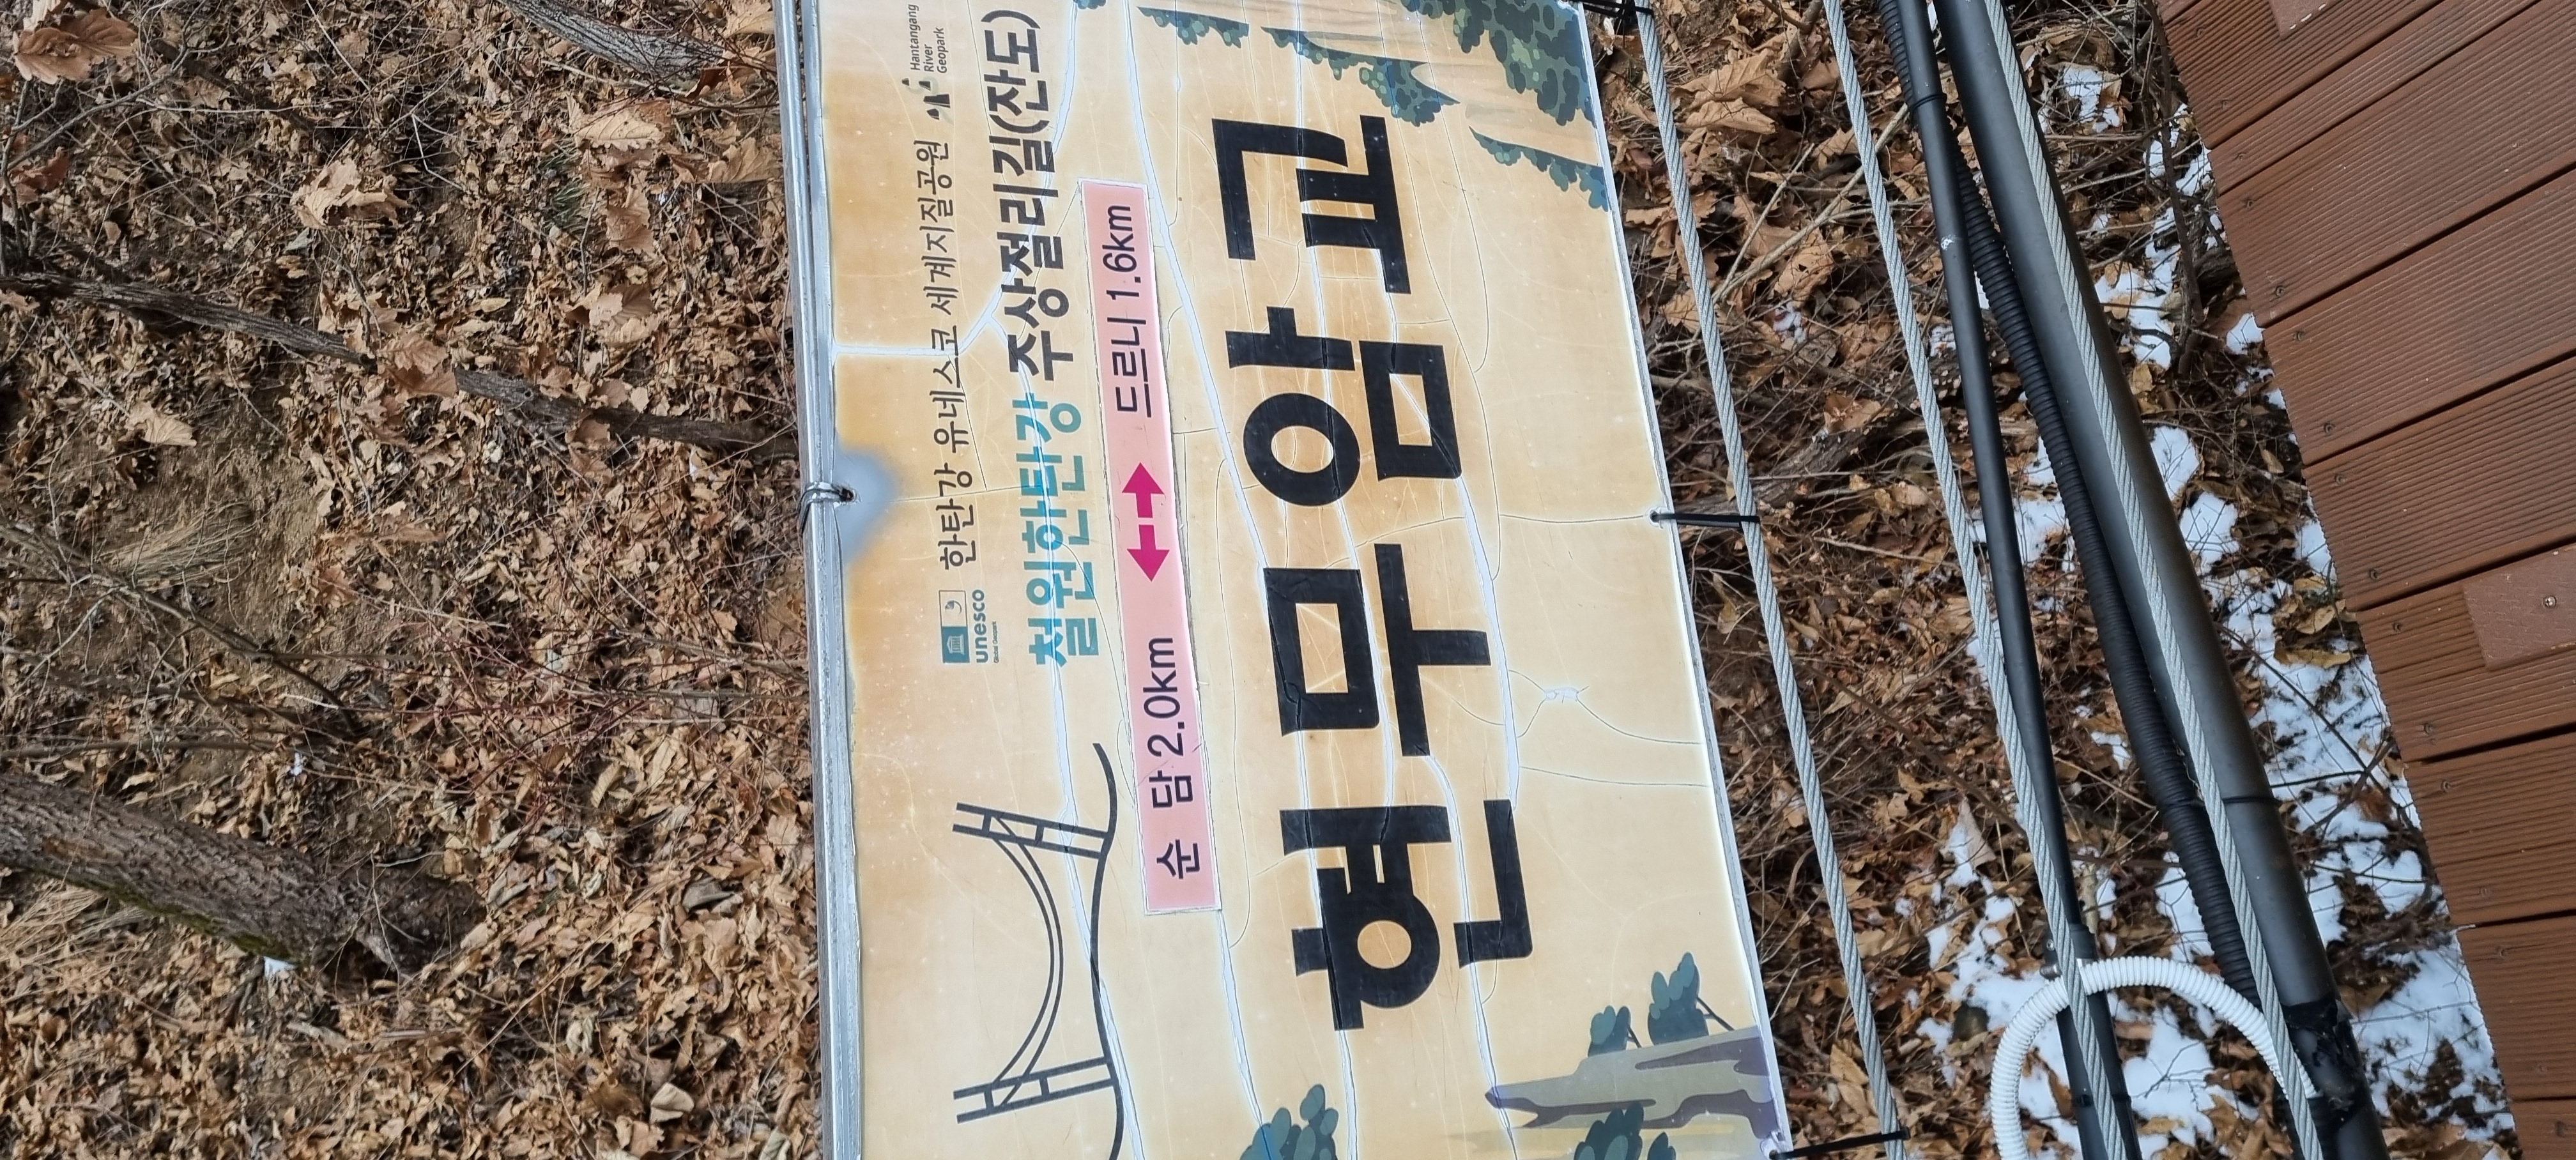 unesco
Global Geopark
한탄강 유네스코 세계지질공원
Hantangang
River
Geopark
철원한탄강 주상절리길(잔도)
순 담 2.0km ↔ 드르니 1.6km
현무암교